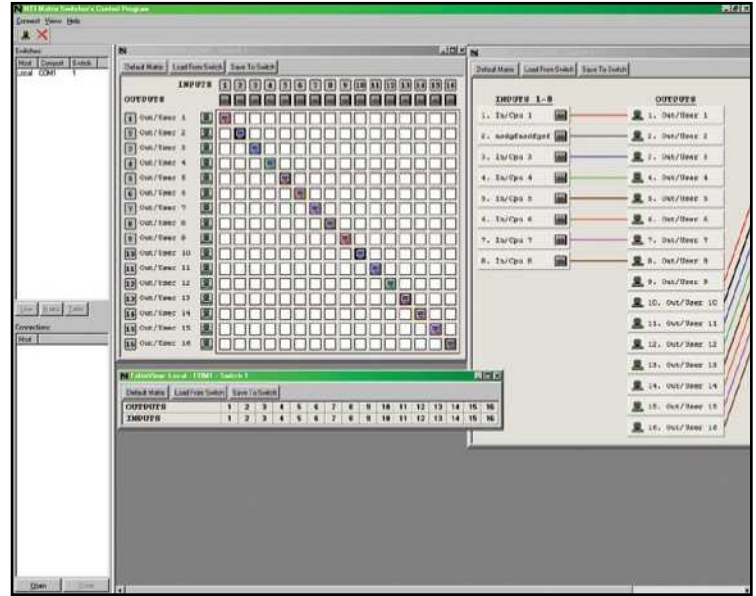 NTI Matrix Switcher's Control Program
Connect View Help
Switches:
Host Comport Switch
Local COM1 1
Default Matrix Load From Switch Save To Switch
INPUTS 1 2 3 4 5 6 7 8 9 10 11 12 13 14 15 16
OUTPUTS
1 Out/User 1
2 Out/User 2
3 Out/User 3
4 Out/User 4
5 Out/User 5
6 Out/User 6
7 Out/User 7
8 Out/User 8
9 Out/User 9
10 Out/User 10
11 Out/User 11
12 Out/User 12
13 Out/User 13
14 Out/User 14
15 Out/User 15
16 Out/User 16
Default Matrix Load From Switch Save To Switch
INPUTS 1-8 OUTPUTS
1. In/Cpu 1 1. Out/User 1
2. 2. Out/User 2
3. In/Cpu 3 3. Out/User 3
4. In/Cpu 4 4. Out/User 4
5. In/Cpu 5 5. Out/User 5
6. In/Cpu 6 6. Out/User 6
7. In/Cpu 7 7. Out/User 7
8. In/Cpu 8 8. Out/User 8
9. Out/User 9
10. Out/User 10
11. Out/User 11
12. Out/User 12
13. Out/User 13
14. Out/User 14
15. Out/User 15
16. Out/User 16
Table View: Local - COM1 - Switch 1
Default Matrix Load From Switch Save To Switch
OUTPUTS 1 2 3 4 5 6 7 8 9 10 11 12 13 14 15 16
INPUTS 1 2 3 4 5 6 7 8 9 10 11 12 13 14 15 16
Connections:
Host
Open Close